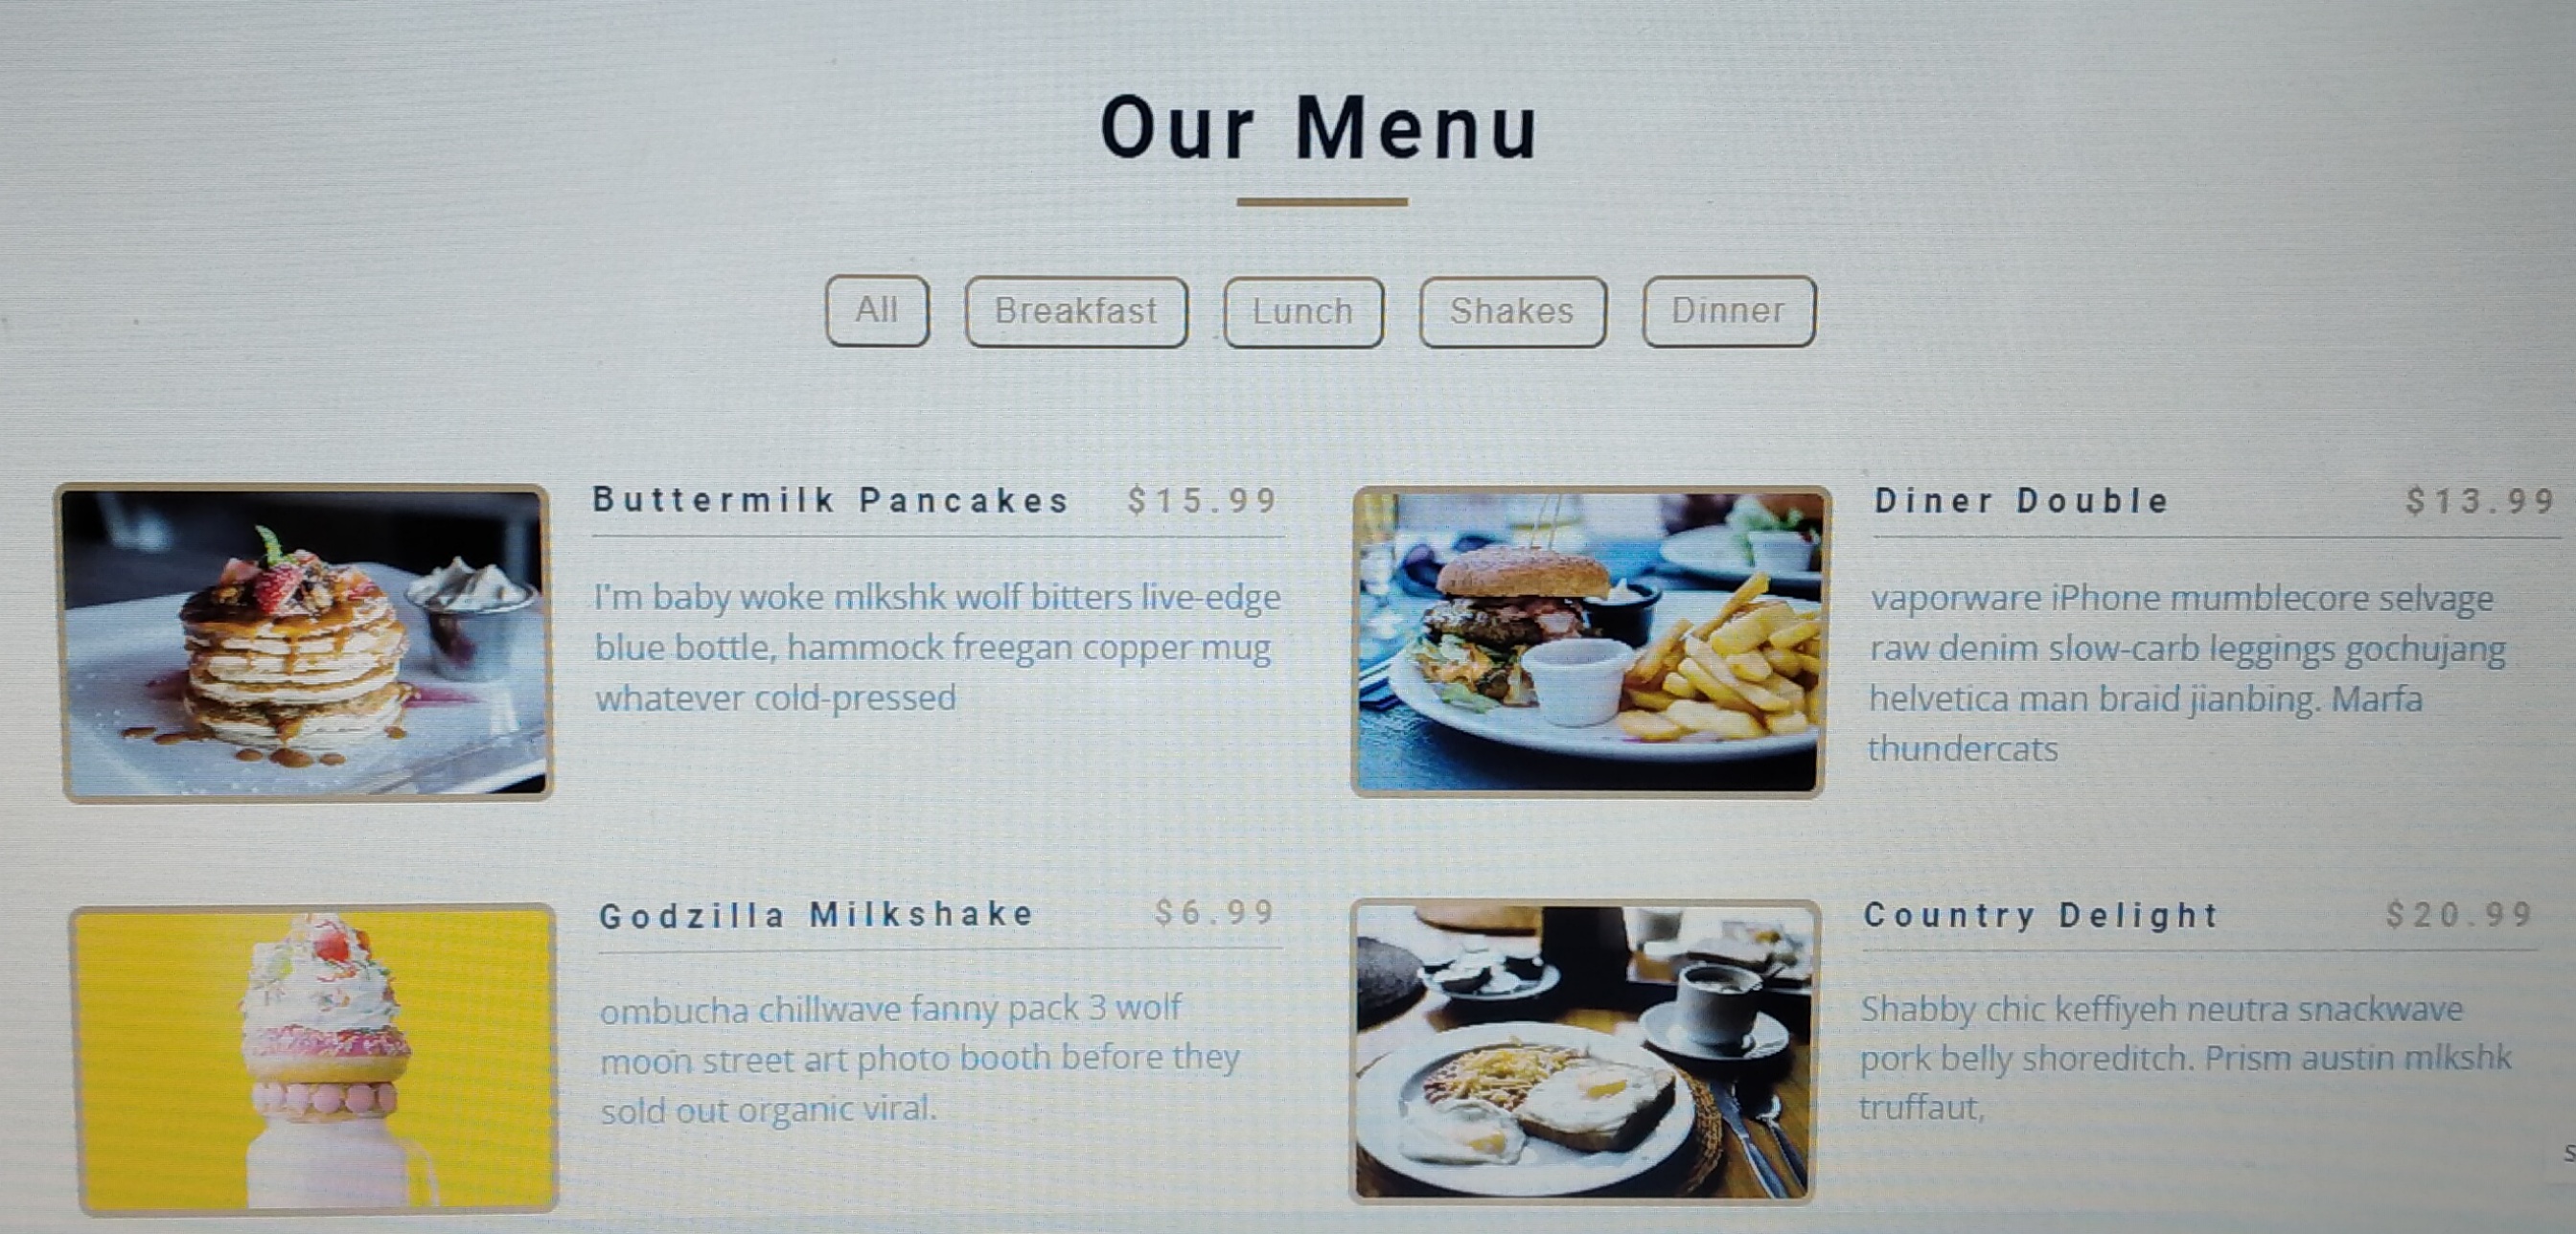 Our Menu
All Breakfast Lunch Shakes Dinner
Buttermilk Pancakes $15.99
I'm baby woke mlkshk wolf bitters live-edge
blue bottle, hammock freegan copper mug
whatever cold-pressed
Diner Double $13.99
vaporware iPhone mumblecore selvage
raw denim slow-carb leggings gochujang
helvetica man braid jianbing. Marfa
thundercats
Godzilla Milkshake $6.99
ombucha chillwave fanny pack 3 wolf
moon street art photo booth before they
sold out organic viral.
Country Delight $20.99
Shabby chic keffiyeh neutra snackwave
pork belly shoreditch. Prism austin mlkshk
truffaut,